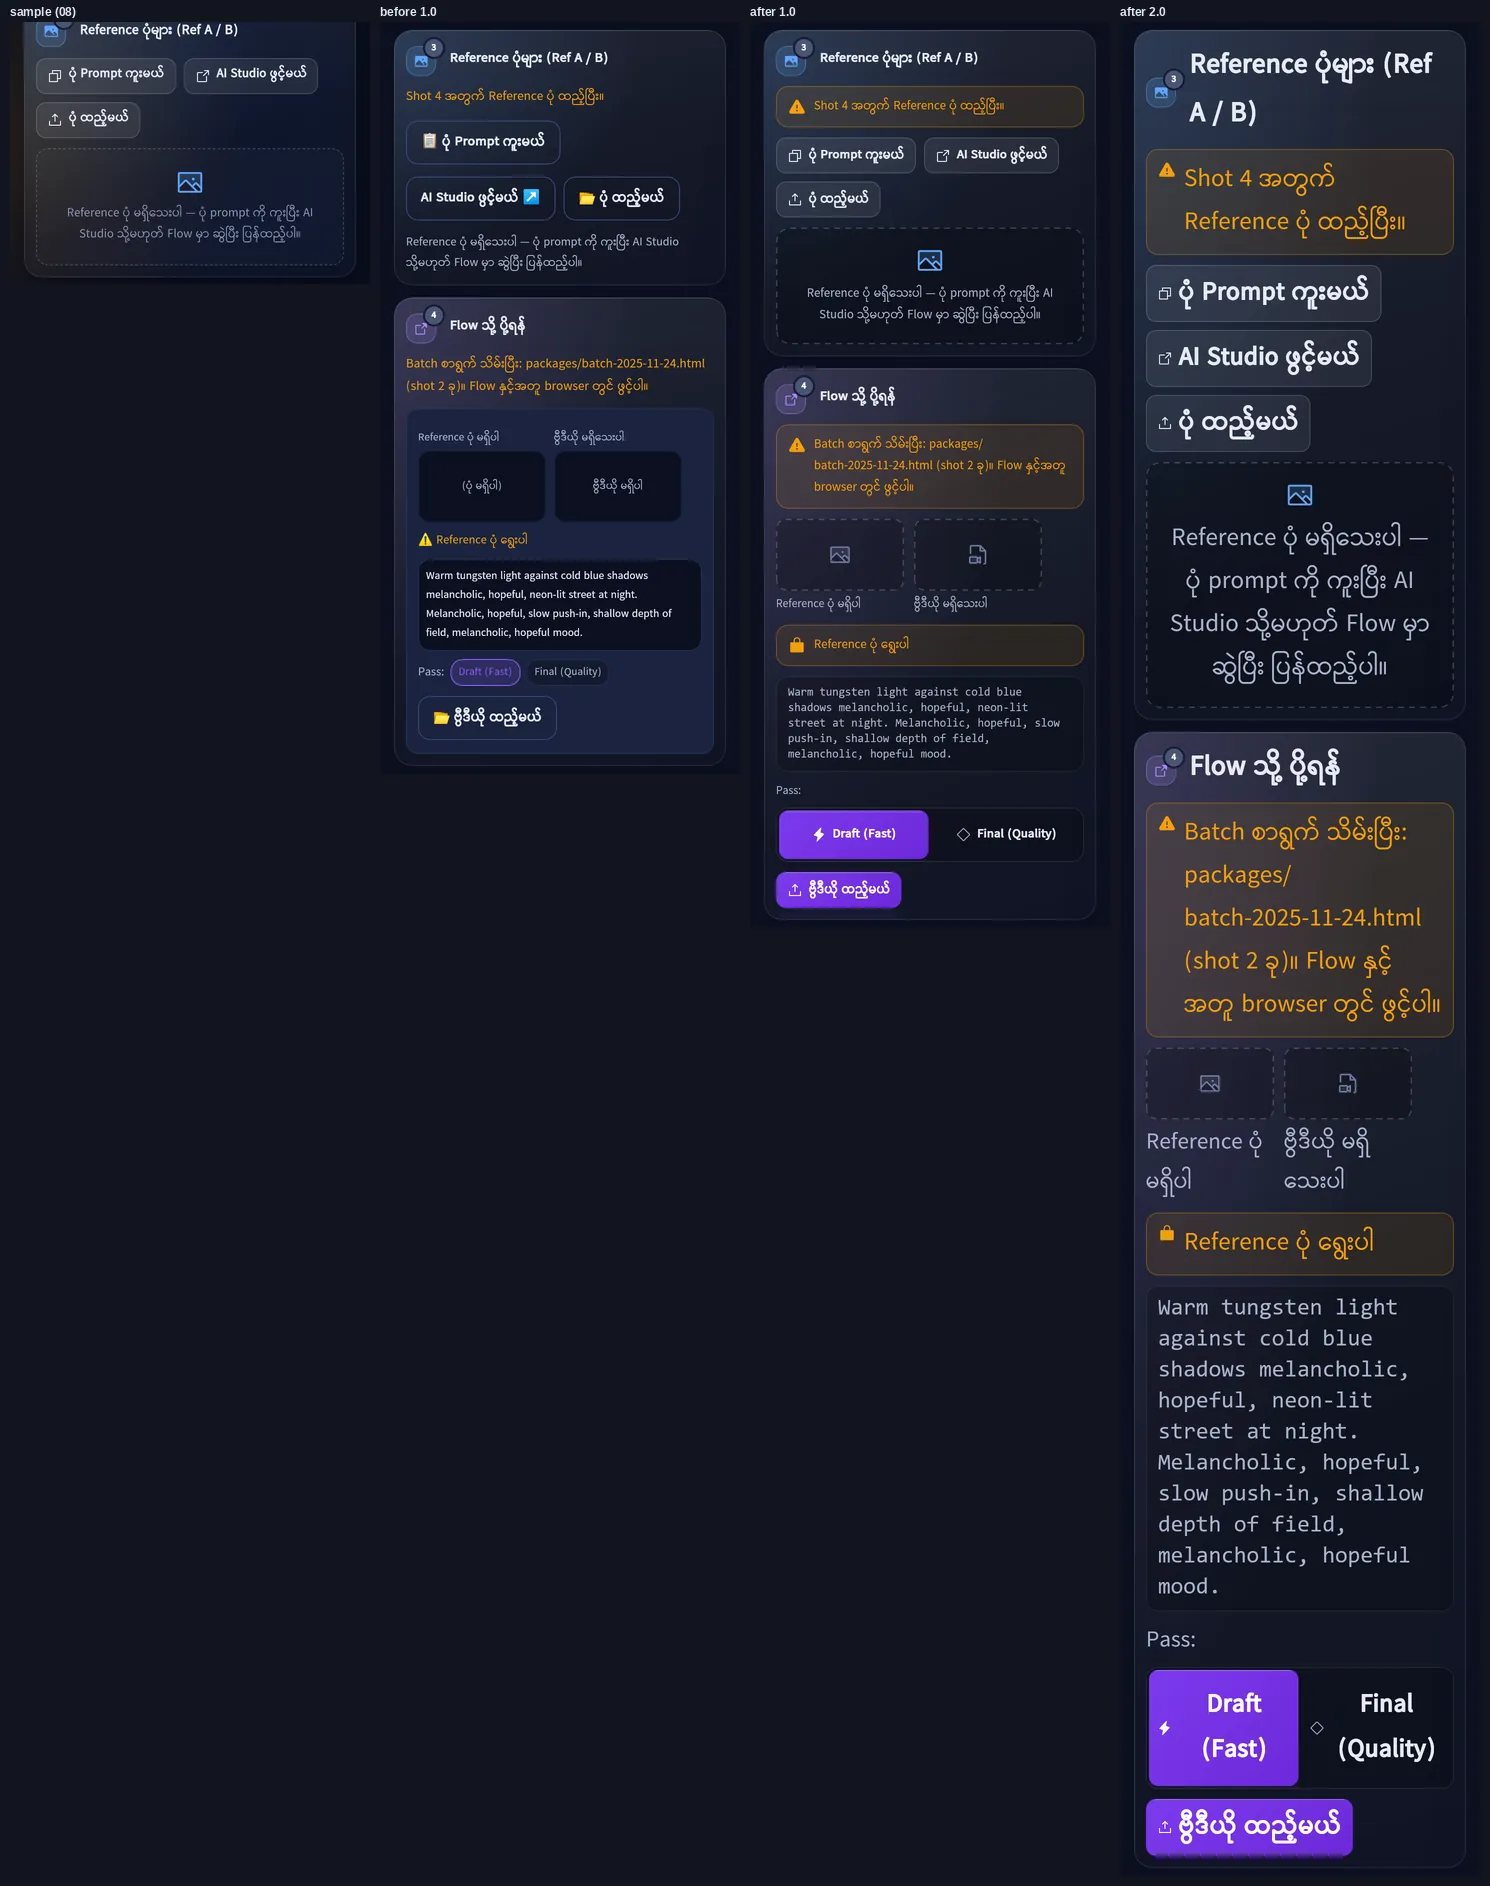 sample (08)
Reference ပုံများ (Ref A / B)
ပုံ Prompt ကူးမယ်
AI Studio ဖွင့်မယ်
ပုံ ထည့်မယ်
Reference ပုံ မရှိသေးပါ — ပုံ prompt ကို ကူးပြီး AI
Studio သို့မဟုတ် Flow မှာ ဆွဲပြီး ပြန်ထည့်ပါ။
before 1.0
3
Reference ပုံများ (Ref A / B)
Shot 4 အတွက် Reference ပုံ ထည့်ပြီး။
ပုံ Prompt ကူးမယ်
AI Studio ဖွင့်မယ်
ပုံ ထည့်မယ်
Reference ပုံ မရှိသေးပါ — ပုံ prompt ကို ကူးပြီး AI Studio
သို့မဟုတ် Flow မှာ ဆွဲပြီး ပြန်ထည့်ပါ။
4
Flow သို့ ပို့ရန်
Batch စာရွက် သိမ်းပြီး: packages/batch-2025-11-24.html
(shot 2 ခု)။ Flow နှင့်အတူ browser တွင် ဖွင့်ပါ။
Reference ပုံ မရှိပါ
ဗွီဒီယို မရှိသေးပါ
(ပုံ မရှိပါ)
ဗွီဒီယို မရှိပါ
Reference ပုံ ရွေးပါ
Warm tungsten light against cold blue shadows
melancholic, hopeful, neon-lit street at night.
Melancholic, hopeful, slow push-in, shallow depth of
field, melancholic, hopeful mood.
Pass:
Draft (Fast)
Final (Quality)
ဗွီဒီယို ထည့်မယ်
after 1.0
3
Reference ပုံများ (Ref A / B)
Shot 4 အတွက် Reference ပုံ ထည့်ပြီး။
ပုံ Prompt ကူးမယ်
AI Studio ဖွင့်မယ်
ပုံ ထည့်မယ်
Reference ပုံ မရှိသေးပါ — ပုံ prompt ကို ကူးပြီး AI
Studio သို့မဟုတ် Flow မှာ ဆွဲပြီး ပြန်ထည့်ပါ။
4
Flow သို့ ပို့ရန်
Batch စာရွက် သိမ်းပြီး: packages/
batch-2025-11-24.html (shot 2 ခု)။ Flow နှင့်အတူ
browser တွင် ဖွင့်ပါ။
Reference ပုံ မရှိပါ
ဗွီဒီယို မရှိသေးပါ
Reference ပုံ ရွေးပါ
Warm tungsten light against cold blue
shadows melancholic, hopeful, neon-lit
street at night. Melancholic, hopeful, slow
push-in, shallow depth of field,
melancholic, hopeful mood.
Pass:
Draft (Fast)
Final (Quality)
ဗွီဒီယို ထည့်မယ်
after 2.0
3
Reference ပုံများ (Ref
A / B)
Shot 4 အတွက်
Reference ပုံ ထည့်ပြီး။
ပုံ Prompt ကူးမယ်
AI Studio ဖွင့်မယ်
ပုံ ထည့်မယ်
Reference ပုံ မရှိသေးပါ —
ပုံ prompt ကို ကူးပြီး AI
Studio သို့မဟုတ် Flow မှာ
ဆွဲပြီး ပြန်ထည့်ပါ။
4
Flow သို့ ပို့ရန်
Batch စာရွက် သိမ်းပြီး:
packages/
batch-2025-11-24.html
(shot 2 ခု)။ Flow နှင့်
အတူ browser တွင် ဖွင့်ပါ။
Reference ပုံ
မရှိပါ
ဗွီဒီယို မရှိ
သေးပါ
Reference ပုံ ရွေးပါ
Warm tungsten light
against cold blue
shadows melancholic,
hopeful, neon-lit
street at night.
Melancholic, hopeful,
slow push-in, shallow
depth of field,
melancholic, hopeful
mood.
Pass:
Draft
(Fast)
Final
(Quality)
ဗွီဒီယို ထည့်မယ်